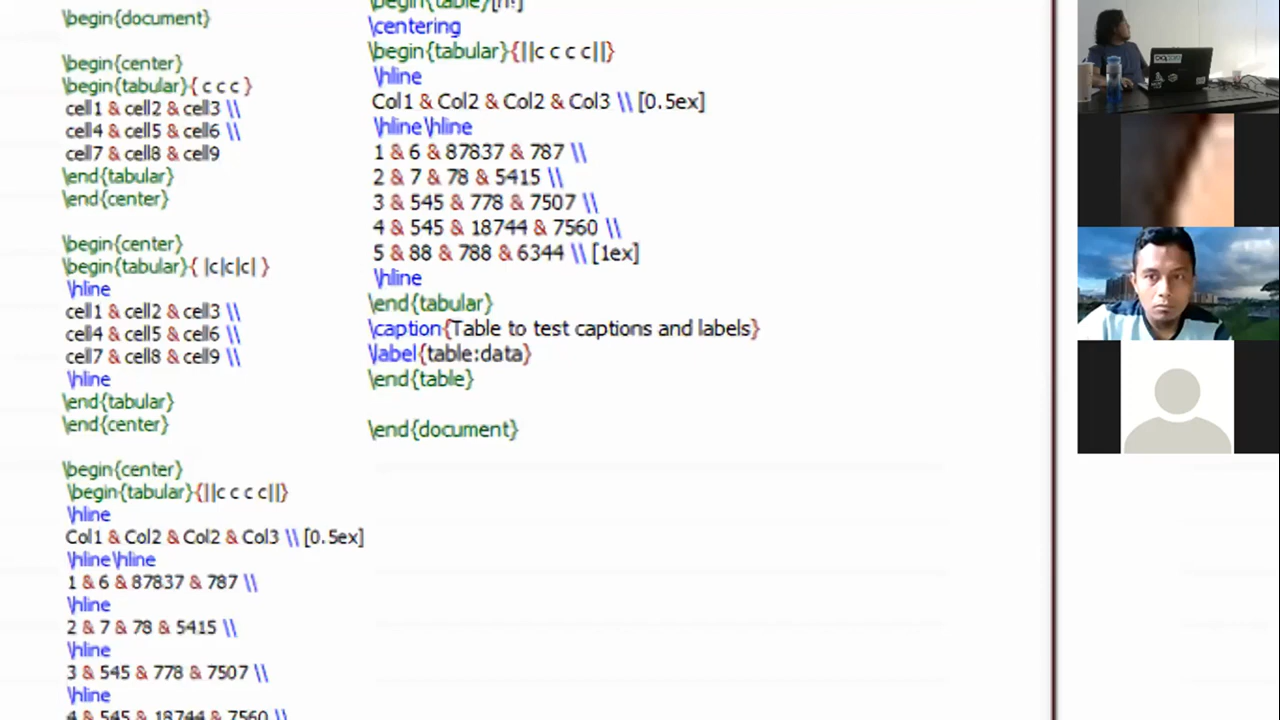 \begin{document}
\begin{center}
\begin{tabular}{ c c c }
cell1 & cell2 & cell3 \\
cell4 & cell5 & cell6 \\
cell7 & cell8 & cell9
\end{tabular}
\end{center}
\begin{center}
\begin{tabular}{ |c|c|c| }
\hline
cell1 & cell2 & cell3 \\
cell4 & cell5 & cell6 \\
cell7 & cell8 & cell9 \\
\hline
\end{tabular}
\end{center}
\begin{center}
\begin{tabular}{||c c c c||}
\hline
Col1 & Col2 & Col2 & Col3 \\ [0.5ex]
\hline\hline
1 & 6 & 87837 & 787 \\
\hline
2 & 7 & 78 & 5415 \\
\hline
3 & 545 & 778 & 7507 \\
\hline
4 & 545 & 18744 & 7560 \\
\begin{table}[h!]
\centering
\begin{tabular}{||c c c c||}
\hline
Col1 & Col2 & Col2 & Col3 \\ [0.5ex]
\hline\hline
1 & 6 & 87837 & 787 \\
2 & 7 & 78 & 5415 \\
3 & 545 & 778 & 7507 \\
4 & 545 & 18744 & 7560 \\
5 & 88 & 788 & 6344 \\ [1ex]
\hline
\end{tabular}
\caption{Table to test captions and labels}
\label{table:data}
\end{table}
\end{document}